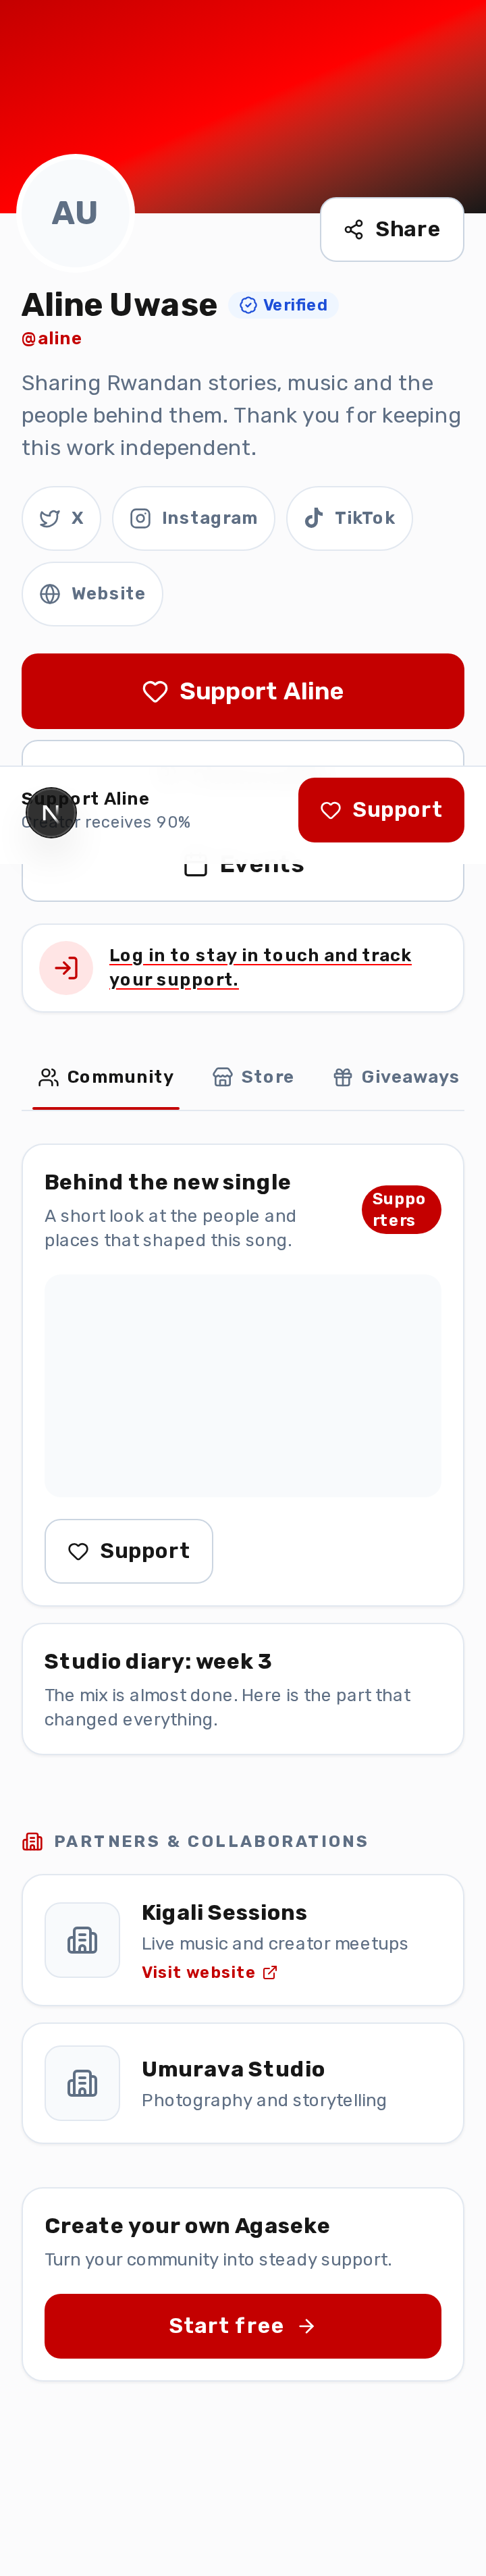 AU
Share
Aline Uwase
Verified
@aline
Sharing Rwandan stories, music and the
people behind them. Thank you for keeping
this work independent.
X
Instagram
TikTok
Website
Support Aline
Support Aline
Creator receives 90%
N
Support
Events
Log in to stay in touch and track
your support.
Community
Store
Giveaways
Behind the new single
A short look at the people and
places that shaped this song.
Suppo
rters
Support
Studio diary: week 3
The mix is almost done. Here is the part that
changed everything.
PARTNERS & COLLABORATIONS
Kigali Sessions
Live music and creator meetups
Visit website
Umurava Studio
Photography and storytelling
Create your own Agaseke
Turn your community into steady support.
Start free